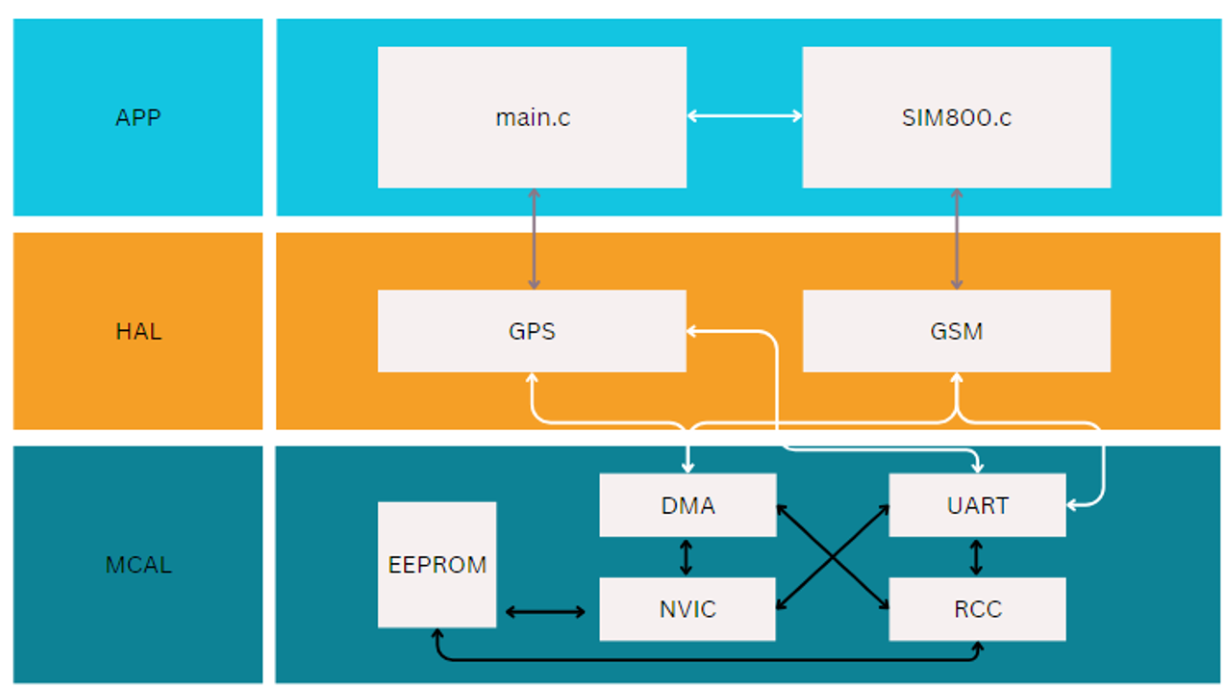 APP
main.c
SIM800.c
HAL
GPS
GSM
MCAL
EEPROM
DMA
UART
NVIC
RCC